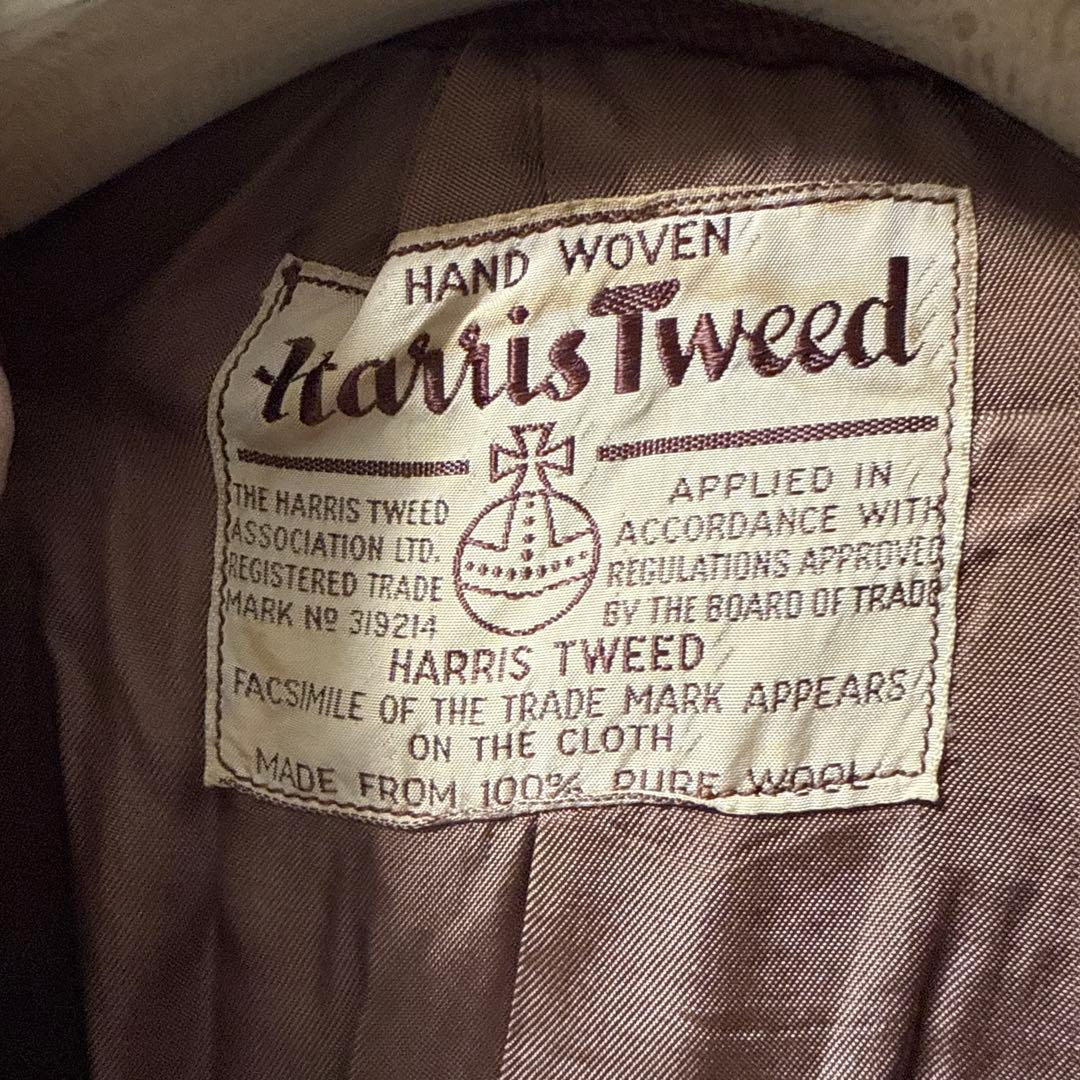 HAND WOVEN
Harris Tweed
THE HARRIS TWEED
ASSOCIATION LTD.
REGISTERED TRADE
MARK Nº 319214
APPLIED IN
ACCORDANCE WITH
REGULATIONS APPROVED
BY THE BOARD OF TRADE
HARRIS TWEED
FACSIMILE OF THE TRADE MARK APPEARS
ON THE CLOTH
MADE FROM 100% PURE WOOL